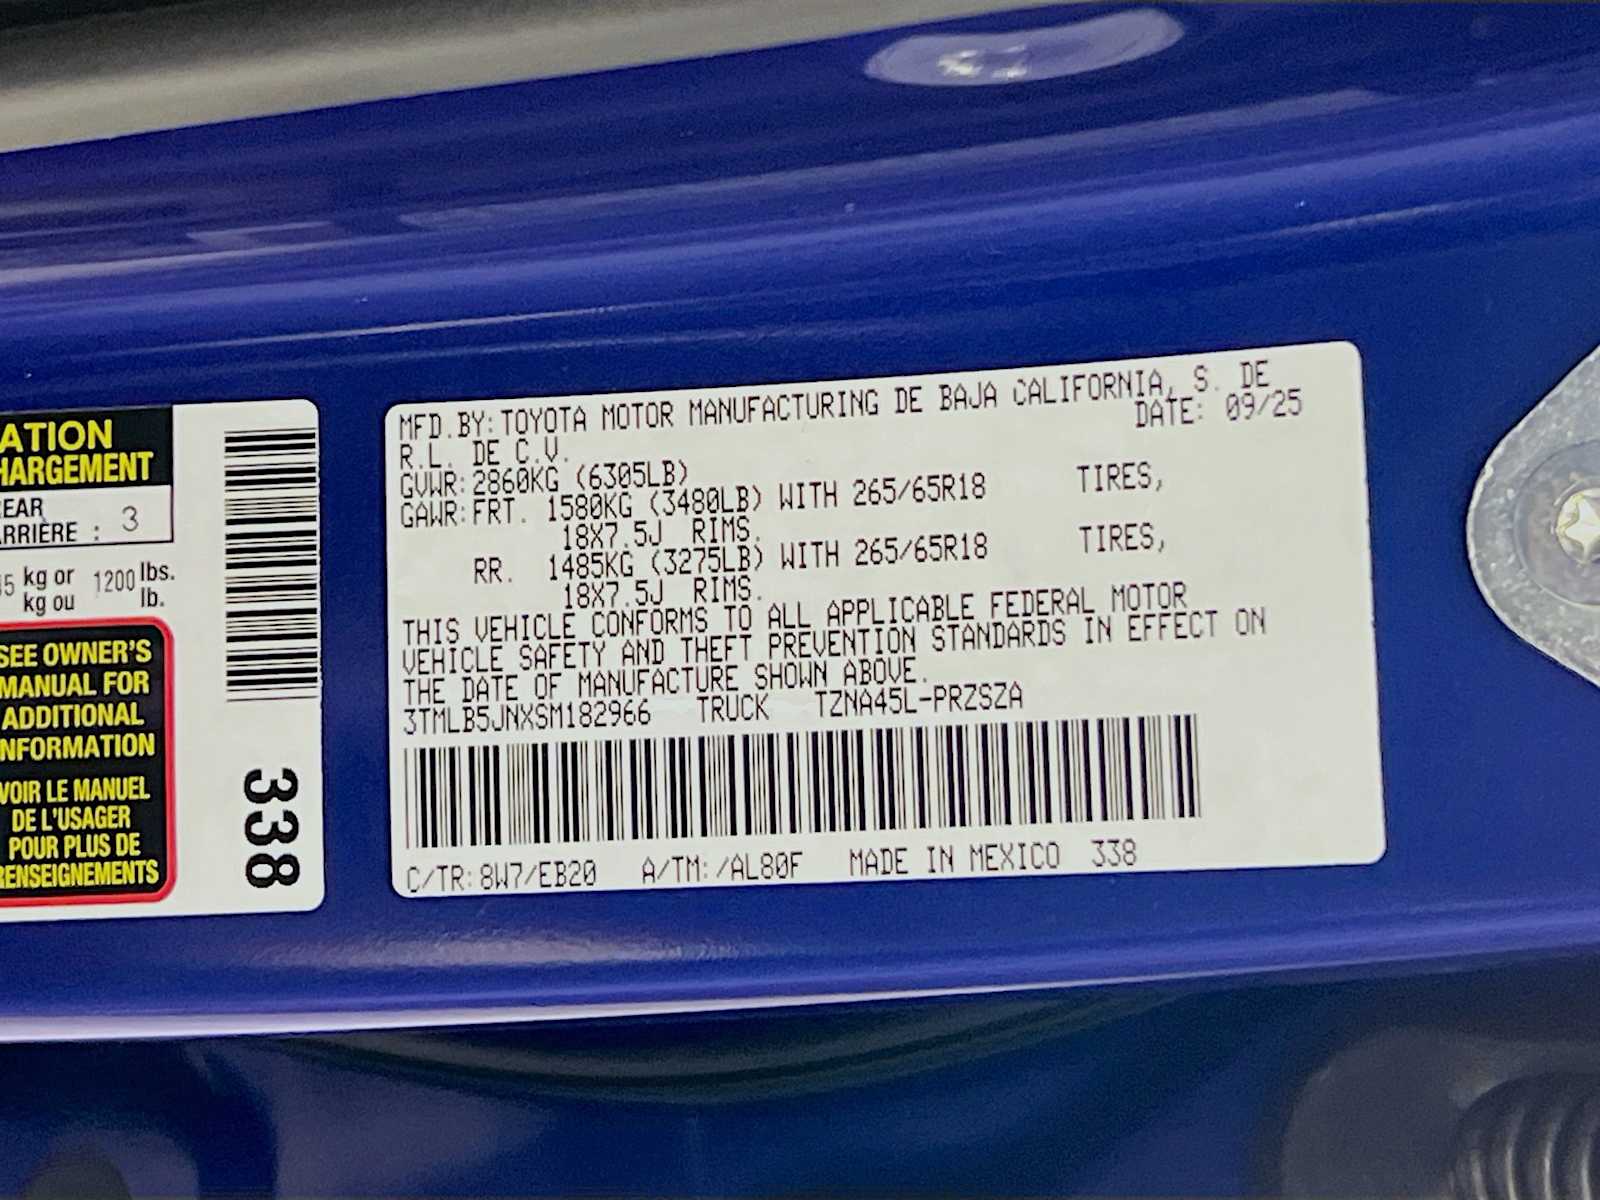 ATION
HARGEMENT
EAR
ARRIÈRE : 3
5 kg or 1200 lbs.
kg ou lb.
SEE OWNER'S
MANUAL FOR
ADDITIONAL
INFORMATION
VOIR LE MANUEL
DE L'USAGER
POUR PLUS DE
RENSEIGNEMENTS
338
MFD.BY: TOYOTA MOTOR MANUFACTURING DE BAJA CALIFORNIA, S. DE
R.L. DE C.V. DATE: 09/25
GVWR: 2860KG (6305LB)
GAWR: FRT. 1580KG (3480LB) WITH 265/65R18 TIRES,
18X7.5J RIMS.
RR. 1485KG (3275LB) WITH 265/65R18 TIRES,
18X7.5J RIMS.
THIS VEHICLE CONFORMS TO ALL APPLICABLE FEDERAL MOTOR
VEHICLE SAFETY AND THEFT PREVENTION STANDARDS IN EFFECT ON
THE DATE OF MANUFACTURE SHOWN ABOVE.
3TMLB5JNXSM182966 TRUCK TZNA45L-PRZSZA
C/TR: 8W7/EB20 A/TM: /AL80F MADE IN MEXICO 338